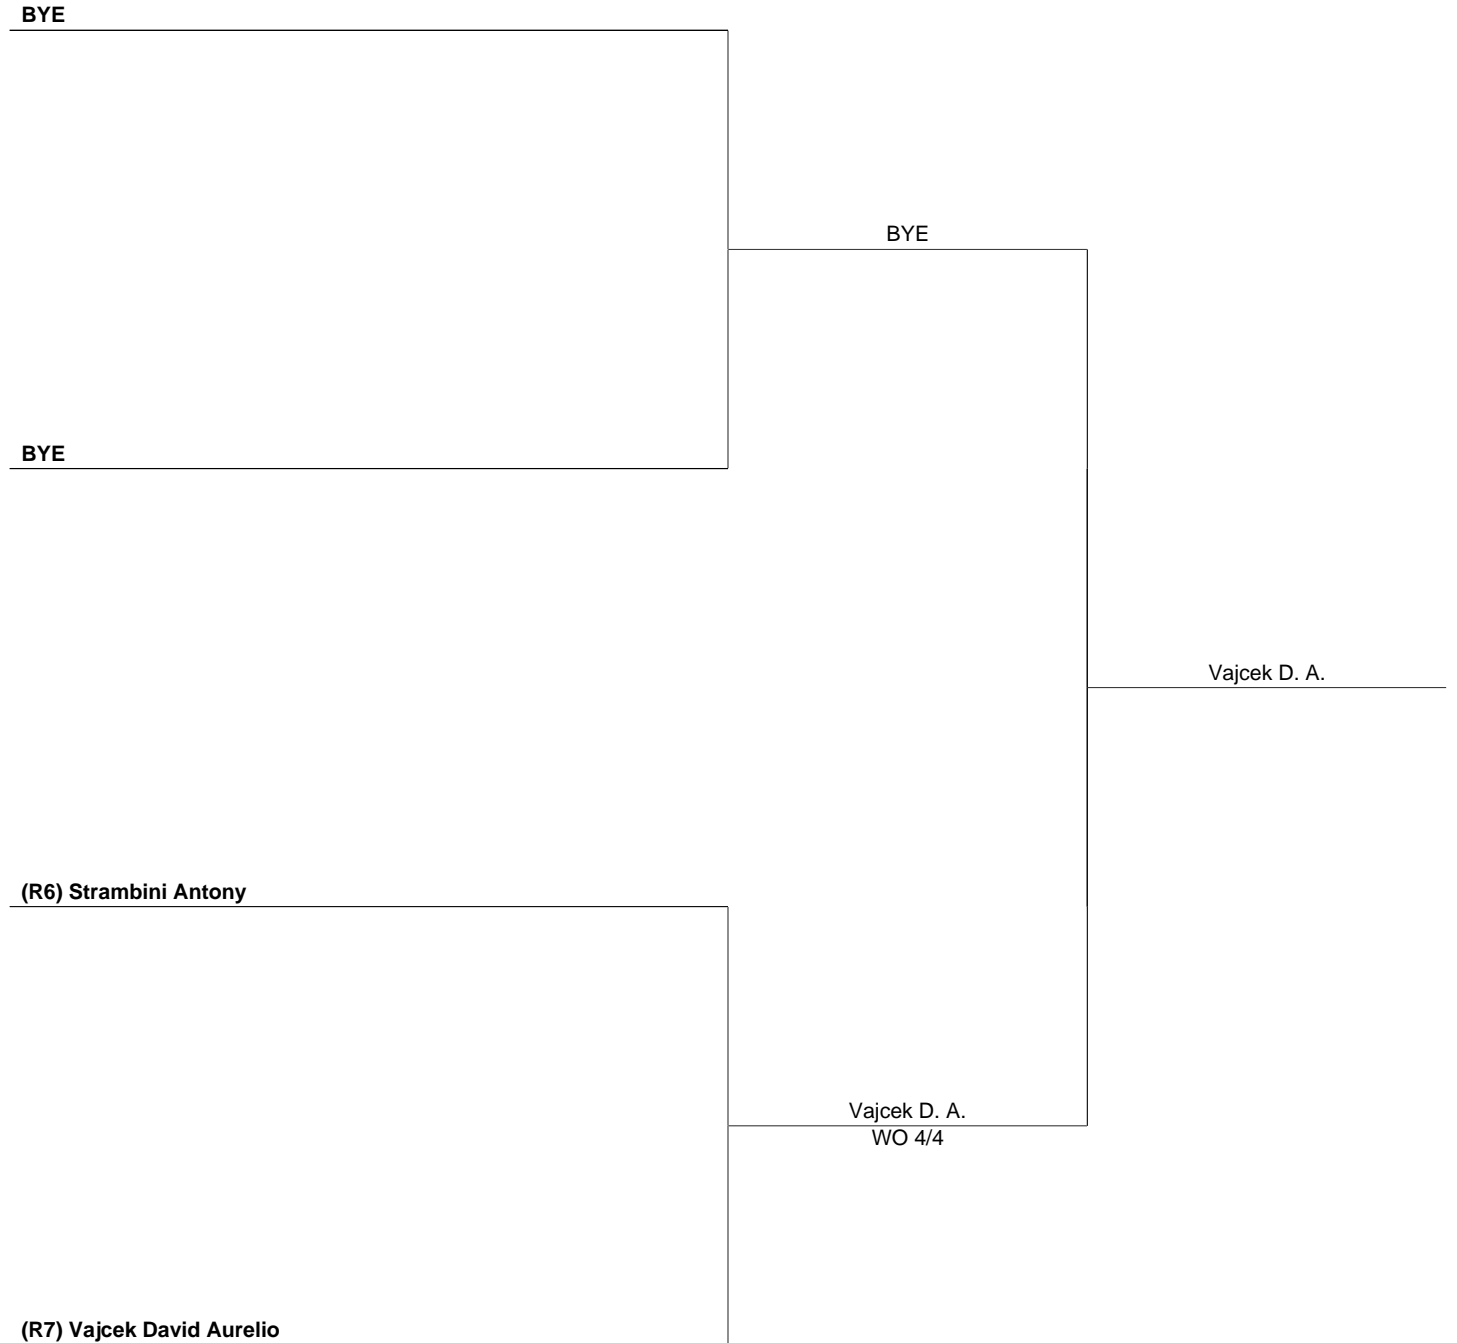 BYE
BYE
BYE
Vajcek D. A.
(R6) Strambini Antony
Vajcek D. A.
WO 4/4
(R7) Vajcek David Aurelio